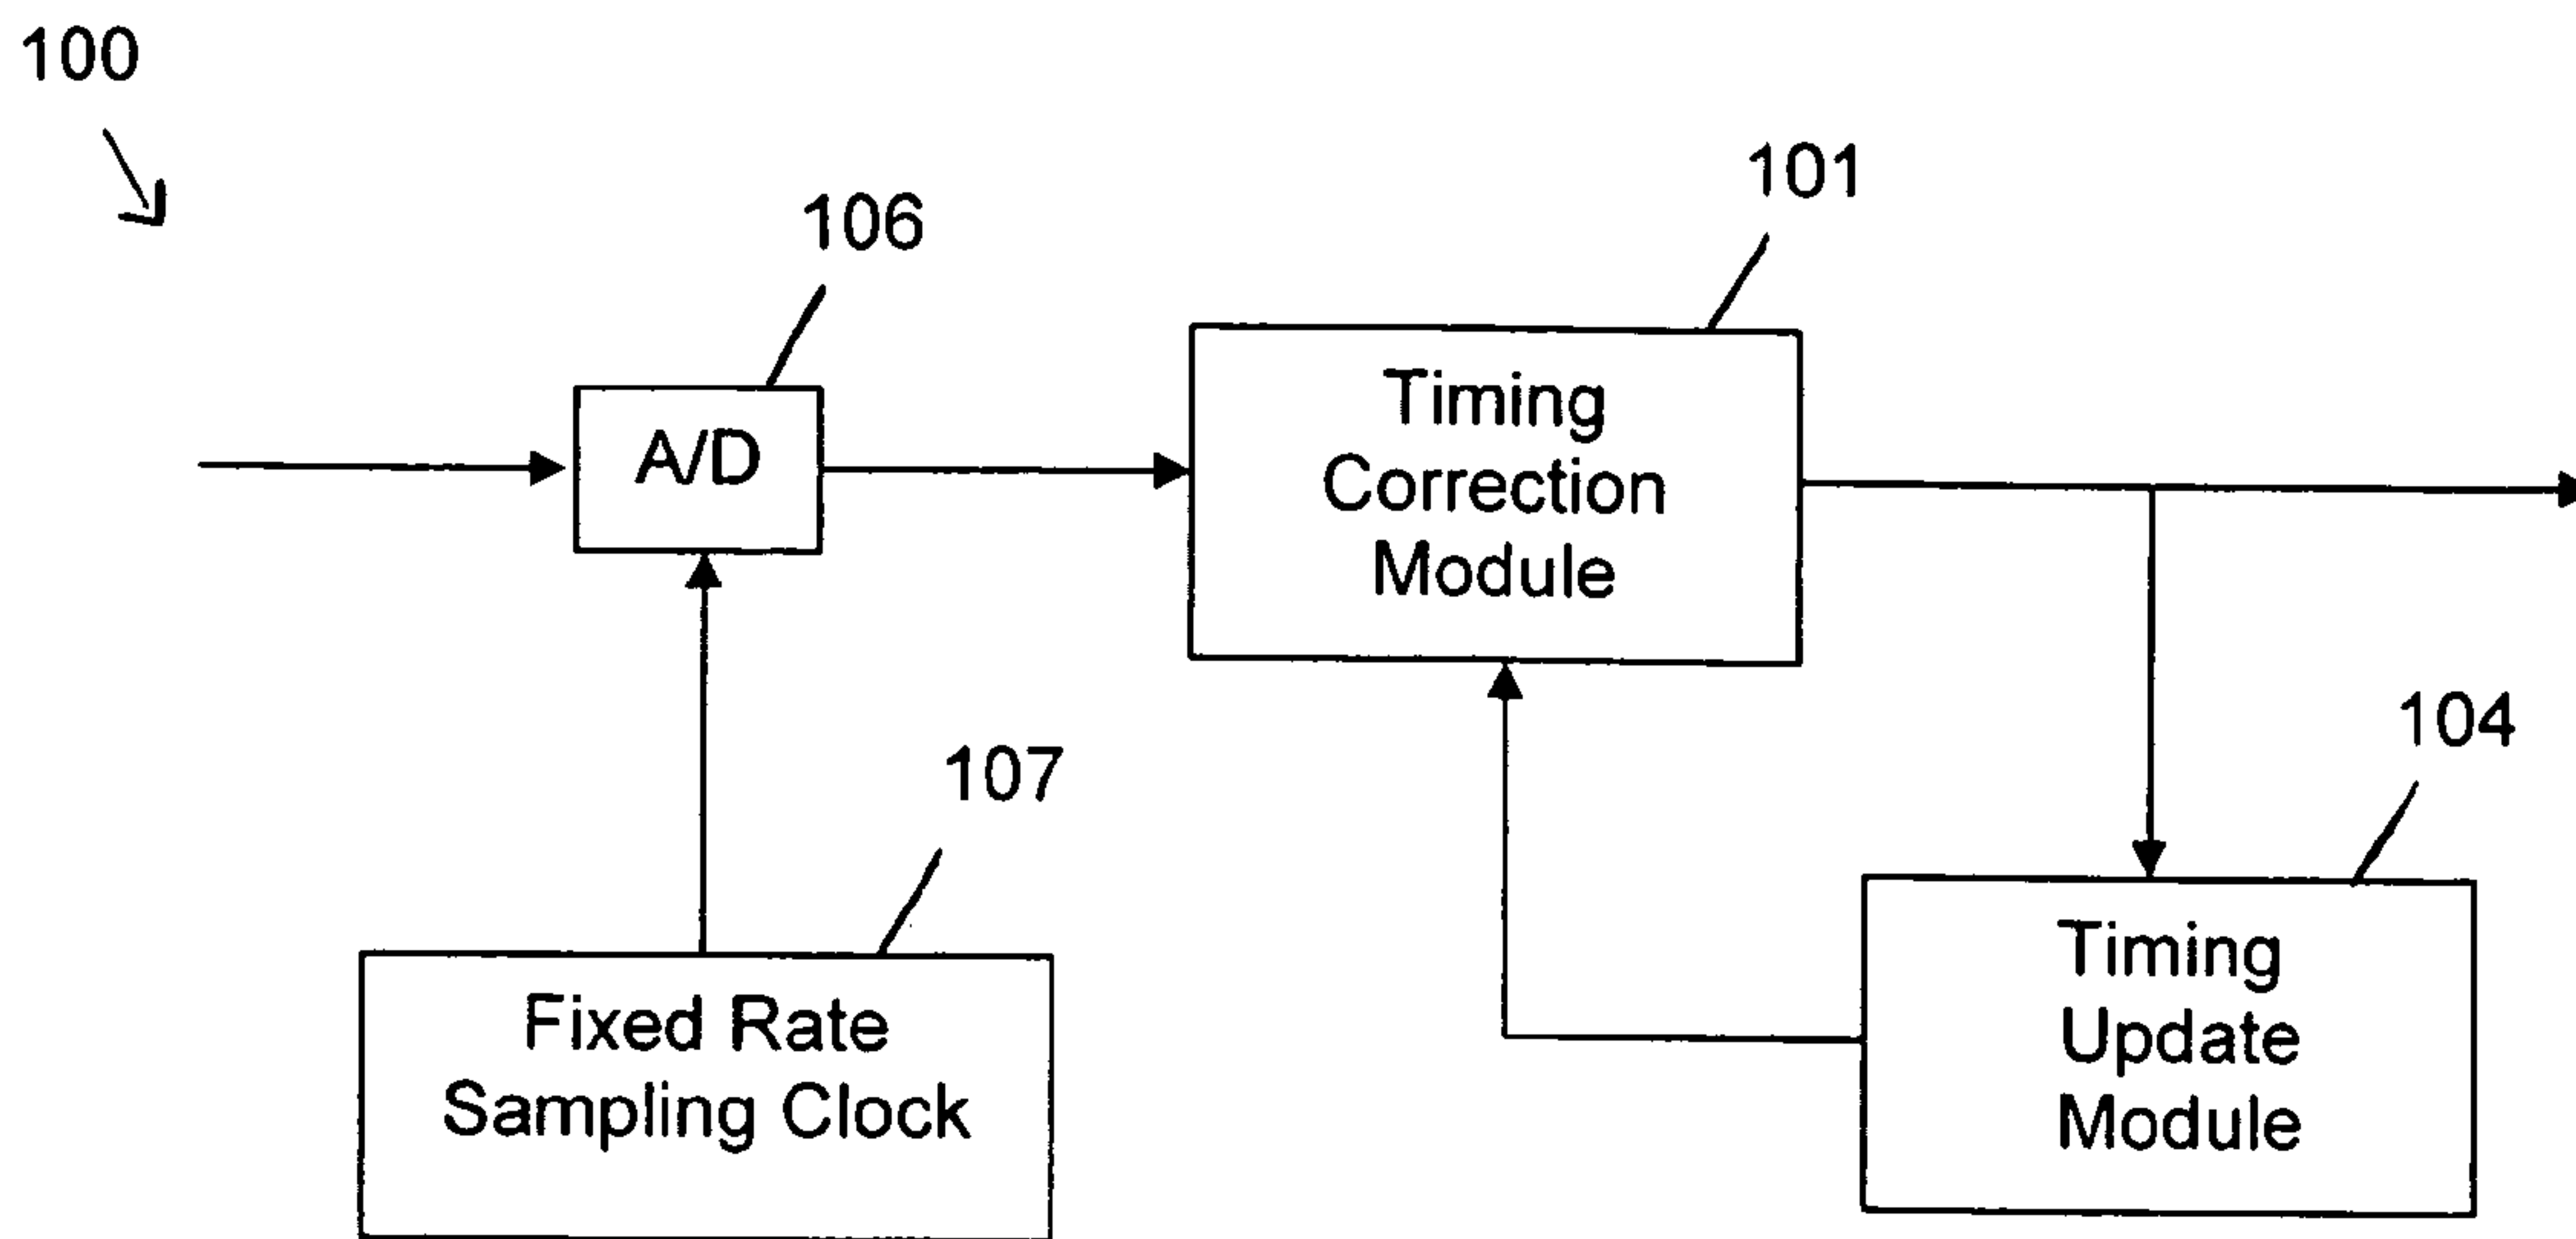 100
106
101
A/D
Timing
Correction
Module
107
104
Fixed Rate
Sampling Clock
Timing
Update
Module